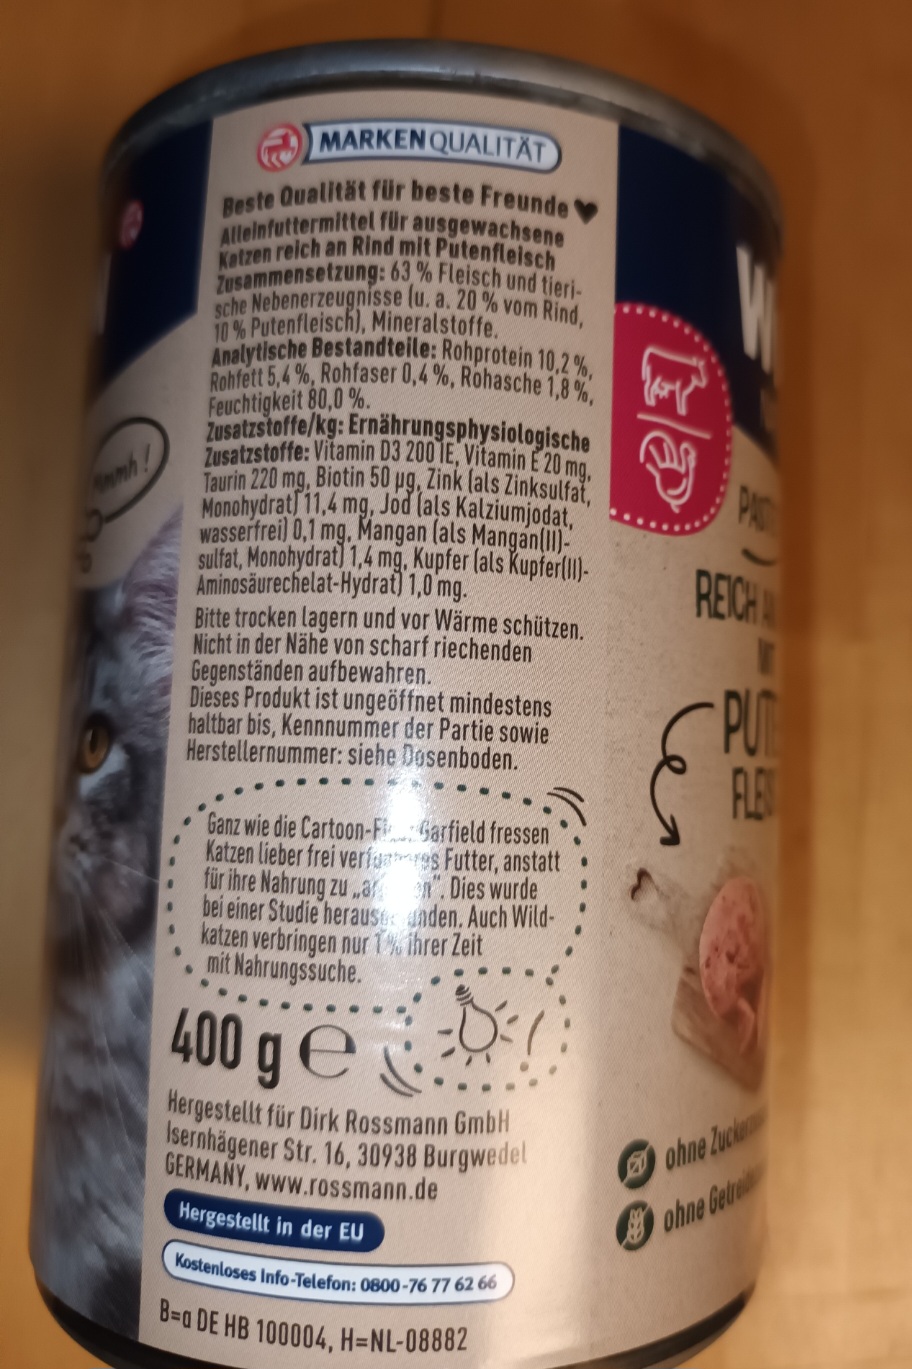 MARKENQUALITÄT
Beste Qualität für beste Freunde
Alleinfuttermittel für ausgewachsene
Katzen reich an Rind mit Putenfleisch
Zusammensetzung: 63 % Fleisch und tieri-
sche Nebenerzeugnisse (u. a. 20 % vom Rind,
10 % Putenfleisch), Mineralstoffe.
Analytische Bestandteile: Rohprotein 10,2 %,
Rohfett 5,4 %, Rohfaser 0,4 %, Rohasche 1,8 %,
Feuchtigkeit 80,0 %.
Zusatzstoffe/kg: Ernährungsphysiologische
Zusatzstoffe: Vitamin D3 200 IE, Vitamin E 20 mg,
Taurin 220 mg, Biotin 50 µg, Zink (als Zinksulfat,
Monohydrat) 11,4 mg, Jod (als Kalziumjodat,
wasserfrei) 0,1 mg, Mangan (als Mangan(II)-
sulfat, Monohydrat) 1,4 mg, Kupfer (als Kupfer(II)-
Aminosäurechelat-Hydrat) 1,0 mg.
Bitte trocken lagern und vor Wärme schützen.
Nicht in der Nähe von scharf riechenden
Gegenständen aufbewahren.
Dieses Produkt ist ungeöffnet mindestens
haltbar bis, Kennnummer der Partie sowie
Herstellernummer: siehe Dosenboden.
Ganz wie die Garfield fressen
Katzen lieber frei Futter, anstatt
für ihre Nahrung zu Dies wurde
bei einer Studie Auch Wild-
katzen verbringen nur 1 % ihrer Zeit
mit Nahrungssuche.
400 g e
Hergestellt für Dirk Rossmann GmbH
Isernhägener Str. 16, 30938 Burgwedel
GERMANY, www.rossmann.de
Hergestellt in der EU
Kostenloses Info-Telefon: 0800-76 77 62 66
B=a DE HB 100004, H=NL-08882
REICH
ohne
ohne